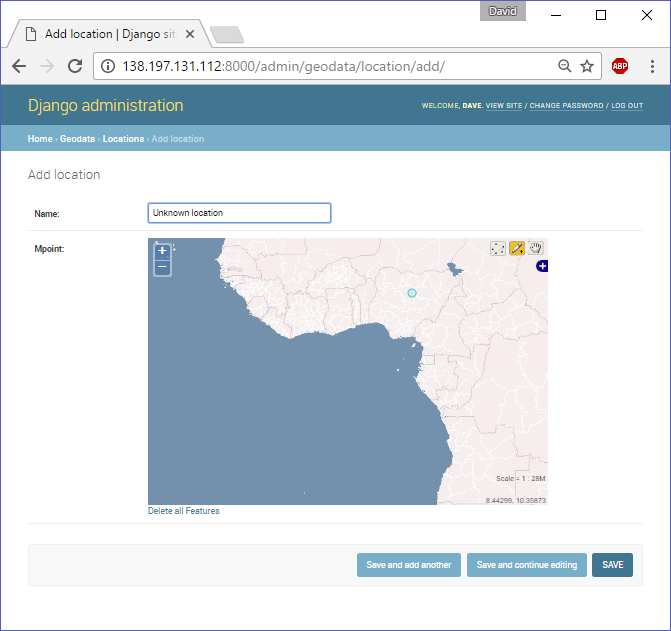 David
Add location | Django sit
138.197.131.112:8000/admin/geodata/location/add/
ABP
Django administration
WELCOME, DAVE. VIEW SITE / CHANGE PASSWORD / LOG OUT
Home › Geodata › Locations › Add location
Add location
Name:
Unknown location
Mpoint:
Scale = 1 : 28M
8.44299, 10.35873
Delete all Features
Save and add another
Save and continue editing
SAVE